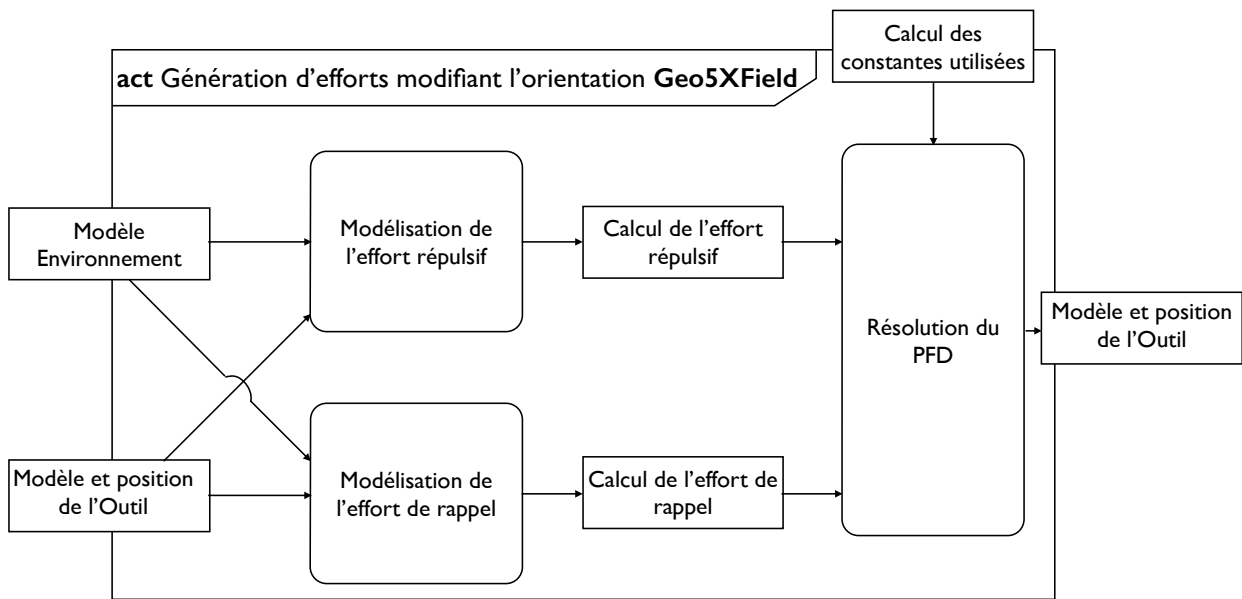 Calcul des
constantes utilisées
act Génération d'efforts modifiant l'orientation Geo5XField
Modèle
Environnement
Modélisation de
l'effort répulsif
Calcul de l'effort
répulsif
Résolution du
PFD
Modèle et position
de l'Outil
Modèle et position
de l'Outil
Modélisation de
l'effort de rappel
Calcul de l'effort de
rappel